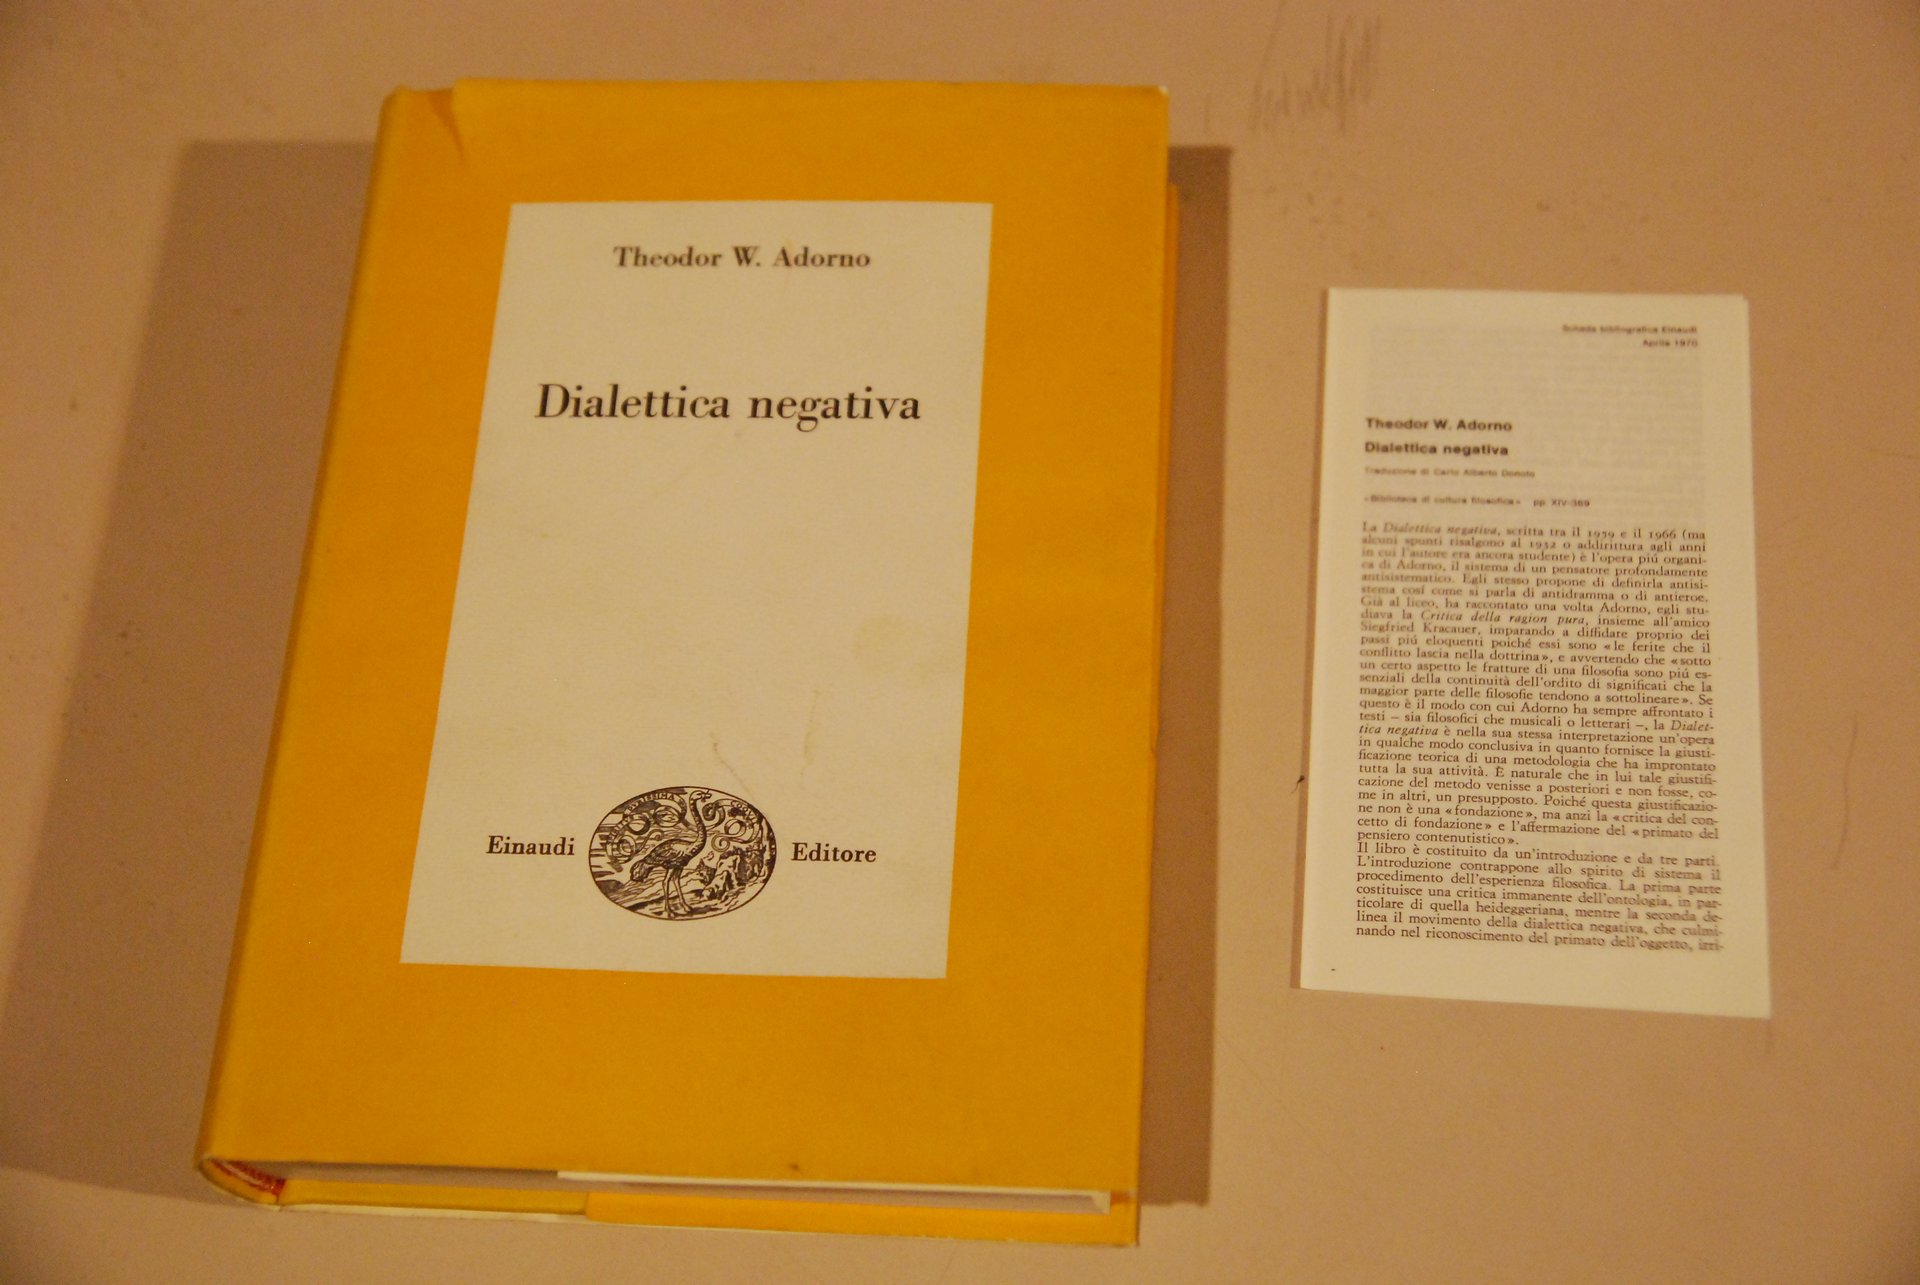 Theodor W. Adorno
Dialettica negativa
Einaudi
Editore
Scheda bibliografica Einaudi
Aprile 1970
Theodor W. Adorno
Dialettica negativa
Traduzione di Carlo Alberto Donolo
«Biblioteca di cultura filosofica» pp. XIV-369
La Dialettica negativa, scritta tra il 1959 e il 1966 (ma
alcuni spunti risalgono al 1932 o addirittura agli anni
in cui l'autore era ancora studente) è l'opera piú organi-
ca di Adorno, il sistema di un pensatore profondamente
antisistematico. Egli stesso propone di definirla antisi-
stema cosí come si parla di antidramma o di antieroe.
Già al liceo, ha raccontato una volta Adorno, egli stu-
diava la Critica della ragion pura, insieme all'amico
Siegfried Kracauer, imparando a diffidare proprio dei
passi piú eloquenti poiché essi sono «le ferite che il
conflitto lascia nella dottrina», e avvertendo che «sotto
un certo aspetto le fratture di una filosofia sono piú es-
senziali della continuità dell'ordito di significati che la
maggior parte delle filosofie tendono a sottolineare». Se
questo è il modo con cui Adorno ha sempre affrontato i
testi – sia filosofici che musicali o letterari –, la Dialet-
tica negativa è nella sua stessa interpretazione un'opera
in qualche modo conclusiva in quanto fornisce la giusti-
ficazione teorica di una metodologia che ha improntato
tutta la sua attività. È naturale che in lui tale giustifi-
cazione del metodo venisse a posteriori e non fosse, co-
me in altri, un presupposto. Poiché questa giustificazio-
ne non è una «fondazione», ma anzi la «critica del con-
cetto di fondazione» e l'affermazione del «primato del
pensiero contenutistico».
Il libro è costituito da un'introduzione e da tre parti.
L'introduzione contrappone allo spirito di sistema il
procedimento dell'esperienza filosofica. La prima parte
costituisce una critica immanente dell'ontologia, in par-
ticolare di quella heideggeriana, mentre la seconda de-
linea il movimento della dialettica negativa, che culmi-
nando nel riconoscimento del primato dell'oggetto, irri-